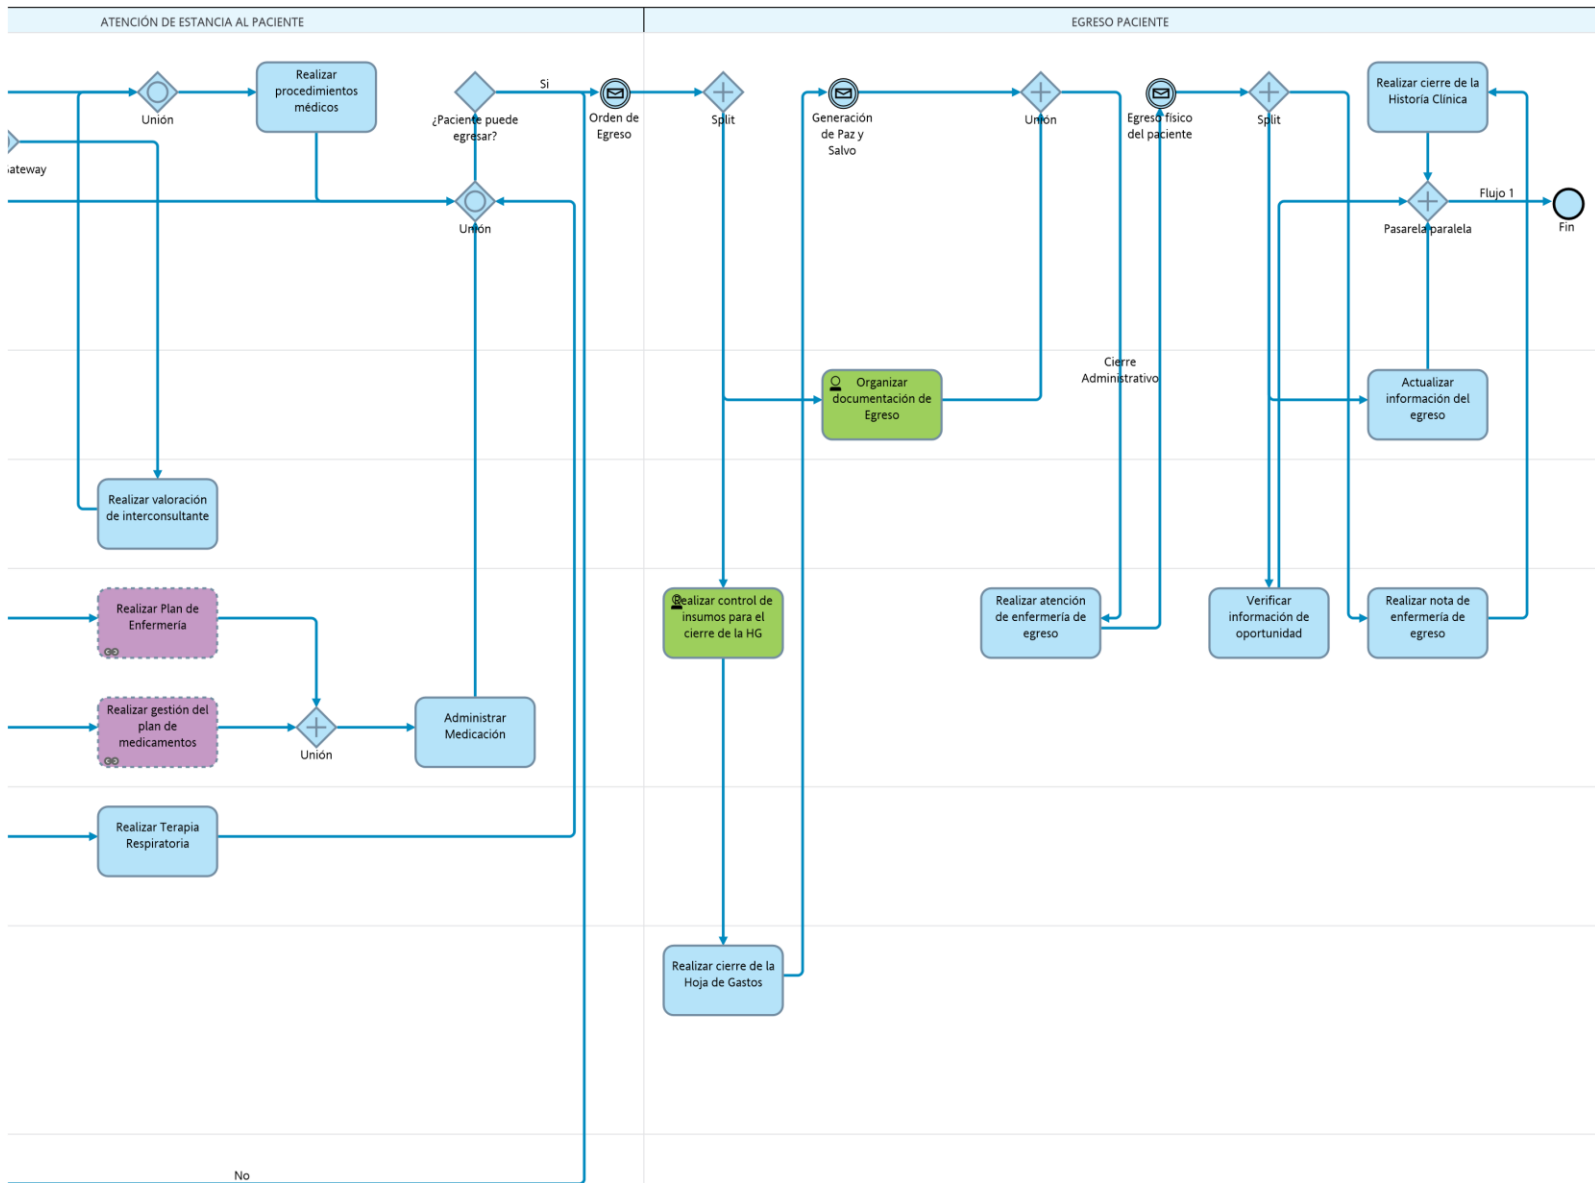 ATENCIÓN DE ESTANCIA AL PACIENTE
EGRESO PACIENTE
Unión
Realizar
procedimientos
médicos
¿Paciente puede
egresar?
Si
Orden de
Egreso
Split
Generación
de Paz y
Salvo
Unión
Egreso físico
del paciente
Split
Realizar cierre de la
Historía Clínica
ateway
Unión
Pasarela paralela
Flujo 1
Fin
Organizar
documentación de
Egreso
Cierre
Administrativo
Actualizar
información del
egreso
Realizar valoración
de interconsultante
Realizar Plan de
Enfermería
Realizar control de
insumos para el
cierre de la HG
Realizar atención
de enfermería de
egreso
Verificar
información de
oportunidad
Realizar nota de
enfermería de
egreso
Realizar gestión del
plan de
medicamentos
Unión
Administrar
Medicación
Realizar Terapia
Respiratoria
Realizar cierre de la
Hoja de Gastos
No